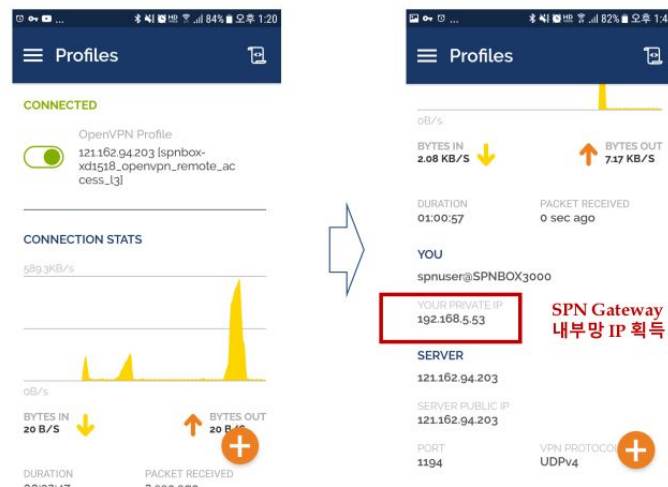 84% 오후 1:20
Profiles
CONNECTED
OpenVPN Profile
121.162.94.203 [spnbox-
xd1518_openvpn_remote_ac
cess_l3]
CONNECTION STATS
589.3KB/s
0B/s
BYTES IN
20 B/S
BYTES OUT
20
DURATION
PACKET RECEIVED
82% 오후 1:4
Profiles
0B/s
BYTES IN
2.08 KB/S
BYTES OUT
7.17 KB/S
DURATION
01:00:57
PACKET RECEIVED
0 sec ago
YOU
spnuser@SPNBOX3000
YOUR PRIVATE IP
192.168.5.53
SPN Gateway
내부망 IP 획득
SERVER
121.162.94.203
SERVER PUBLIC IP
121.162.94.203
PORT
1194
VPN PROTOCOL
UDPv4